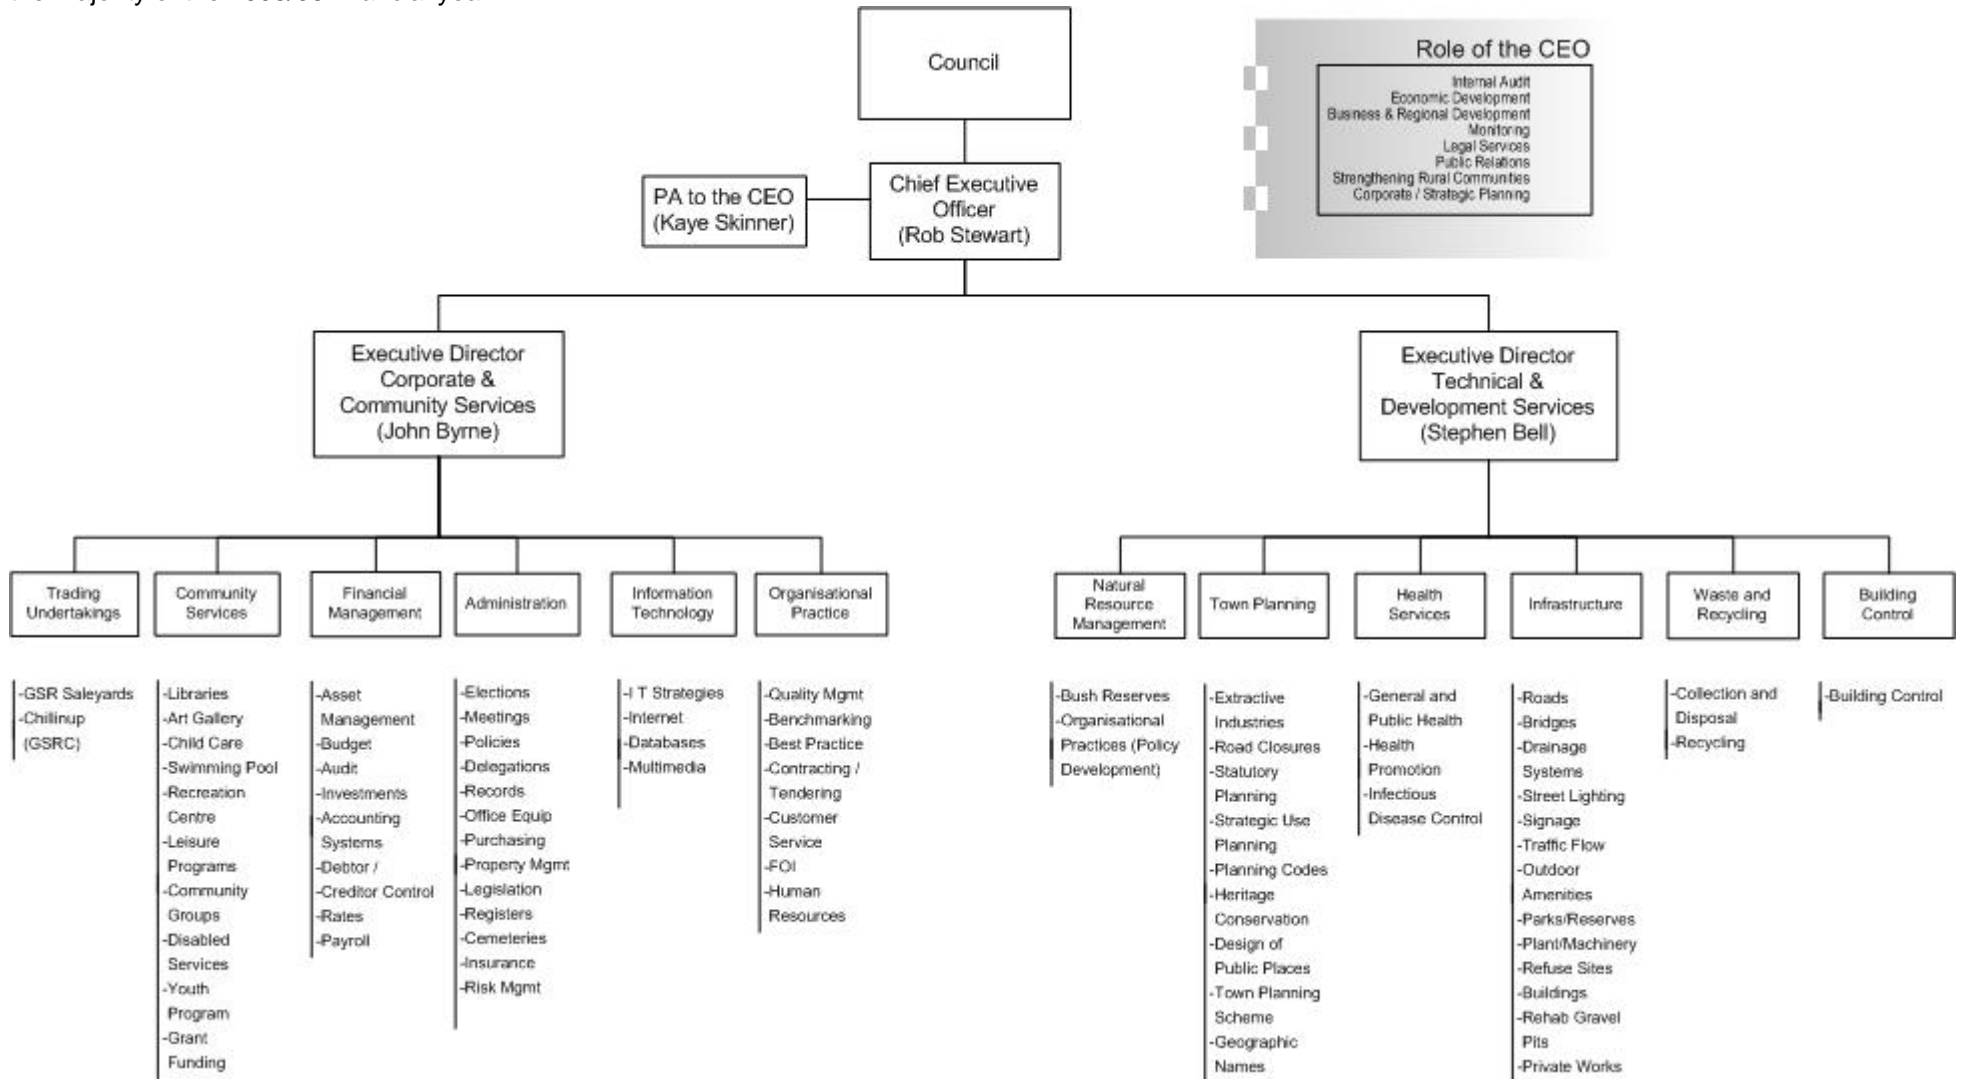 Council
Role of the CEO
Internal Audit
Economic Development
Business & Regional Development
Monitoring
Legal Services
Public Relations
Strengthening Rural Communities
Corporate / Strategic Planning
PA to the CEO
(Kaye Skinner)
Chief Executive
Officer
(Rob Stewart)
Executive Director
Corporate &
Community Services
(John Byrne)
Executive Director
Technical &
Development Services
(Stephen Bell)
Trading
Undertakings
Community
Services
Financial
Management
Administration
Information
Technology
Organisational
Practice
Natural
Resource
Management
Town Planning
Health
Services
Infrastructure
Waste and
Recycling
Building
Control
-GSR Saleyards
-Chillinup
(GSRC)
-Libraries
-Art Gallery
-Child Care
-Swimming Pool
-Recreation
Centre
-Leisure
Programs
-Community
Groups
-Disabled
Services
-Youth
Program
-Grant
Funding
-Asset
Management
-Budget
-Audit
-Investments
-Accounting
Systems
-Debtor /
-Creditor Control
-Rates
-Payroll
-Elections
-Meetings
-Policies
-Delegations
-Records
-Office Equip
-Purchasing
-Property Mgmt
-Legislation
-Registers
-Cemeteries
-Insurance
-Risk Mgmt
-I T Strategies
-Internet
-Databases
-Multimedia
-Quality Mgmt
-Benchmarking
-Best Practice
-Contracting /
Tendering
-Customer
Service
-FOI
-Human
Resources
-Bush Reserves
-Organisational
Practices (Policy
Development)
-Extractive
Industries
-Road Closures
-Statutory
Planning
-Strategic Use
Planning
-Planning Codes
-Heritage
Conservation
-Design of
Public Places
-Town Planning
Scheme
-Geographic
Names
-General and
Public Health
-Health
Promotion
-Infectious
Disease Control
-Roads
-Bridges
-Drainage
Systems
-Street Lighting
-Signage
-Traffic Flow
-Outdoor
Amenities
-Parks/Reserves
-Plant/Machinery
-Refuse Sites
-Buildings
-Rehab Gravel
Pits
-Private Works
-Collection and
Disposal
-Recycling
-Building Control